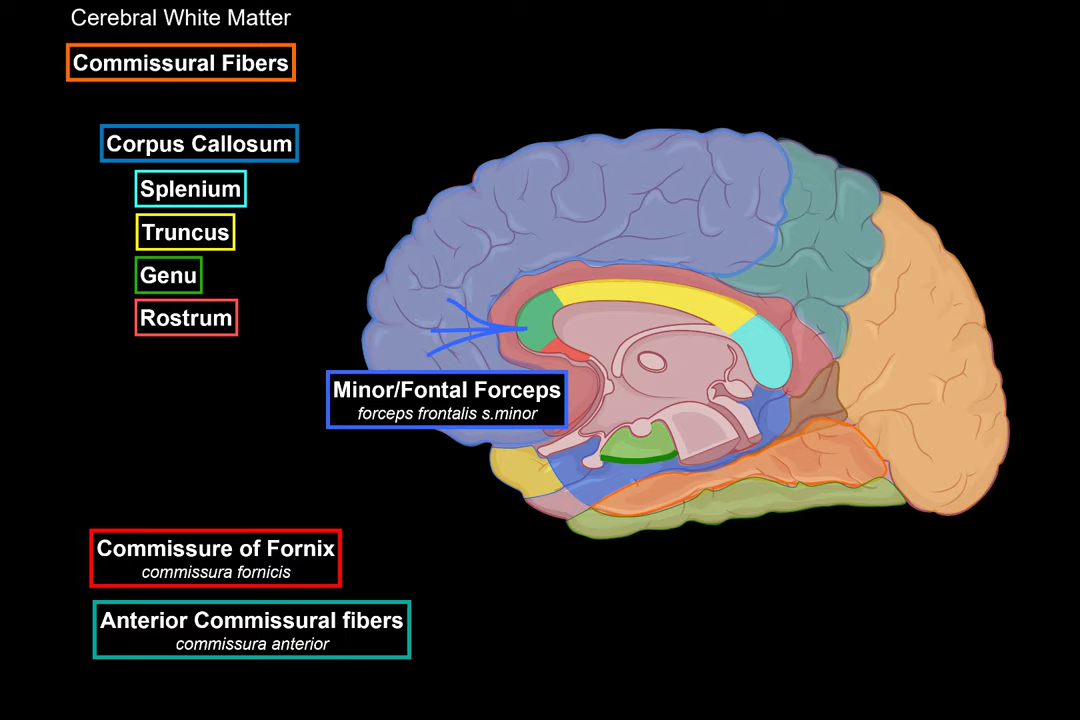 Cerebral White Matter
Commissural Fibers
Corpus Callosum
Splenium
Truncus
Genu
Rostrum
Minor/Fontal Forceps
forceps frontalis s.minor
Commissure of Fornix
commissura fornicis
Anterior Commissural fibers
commissura anterior